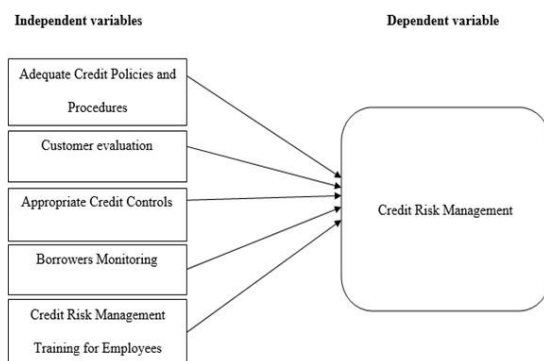 Independent variables
Dependent variable
Adequate Credit Policies and
Procedures
Customer evaluation
Appropriate Credit Controls
Borrowers Monitoring
Credit Risk Management
Training for Employees
Credit Risk Management